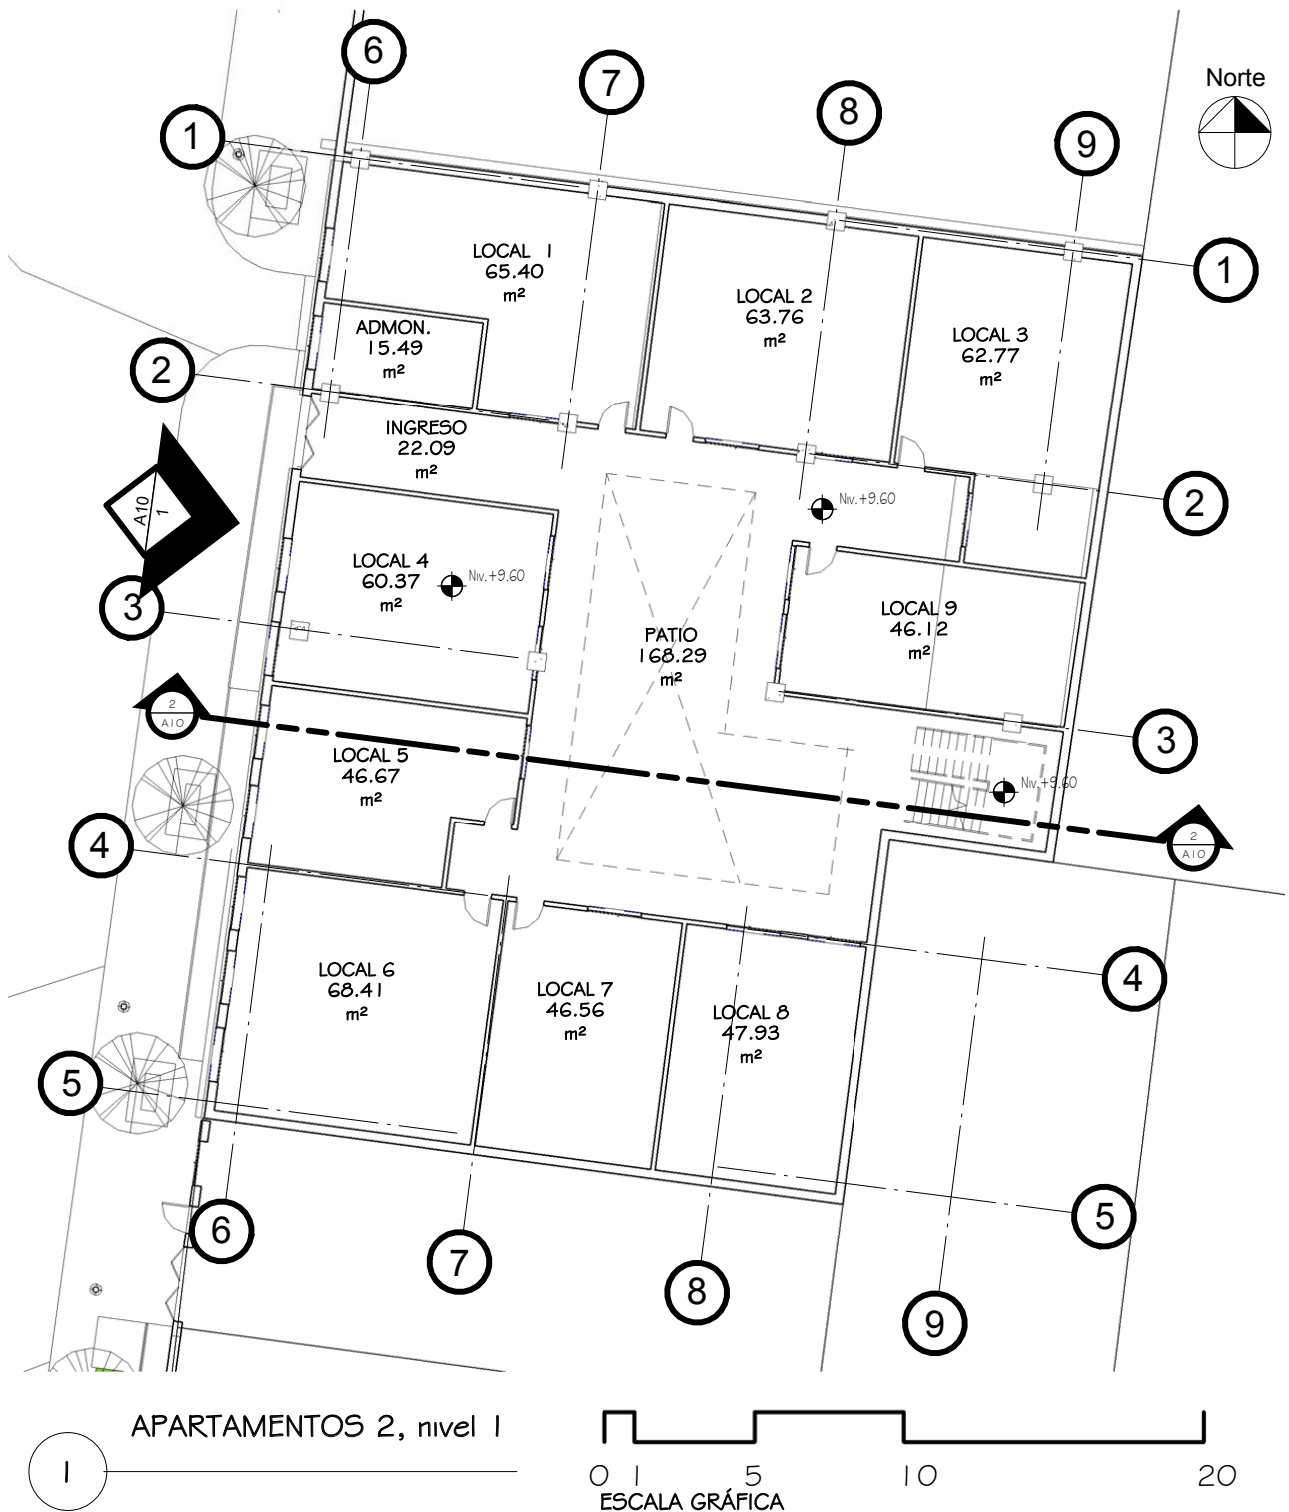 6
7
8
9
Norte
1
1
LOCAL 1
65.40
m²
LOCAL 2
63.76
m²
LOCAL 3
62.77
m²
ADMON.
15.49
m²
2
INGRESO
22.09
m²
A10
1
Niv.+9.60
2
LOCAL 4
60.37
m²
Niv.+9.60
3
LOCAL 9
46.12
m²
PATIO
168.29
m²
2
A10
3
LOCAL 5
46.67
m²
Niv.+9.60
2
A10
4
LOCAL 6
68.41
m²
LOCAL 7
46.56
m²
LOCAL 8
47.93
m²
4
5
5
6
7
8
9
APARTAMENTOS 2, nivel 1
1
0 1 5 10 20
ESCALA GRÁFICA